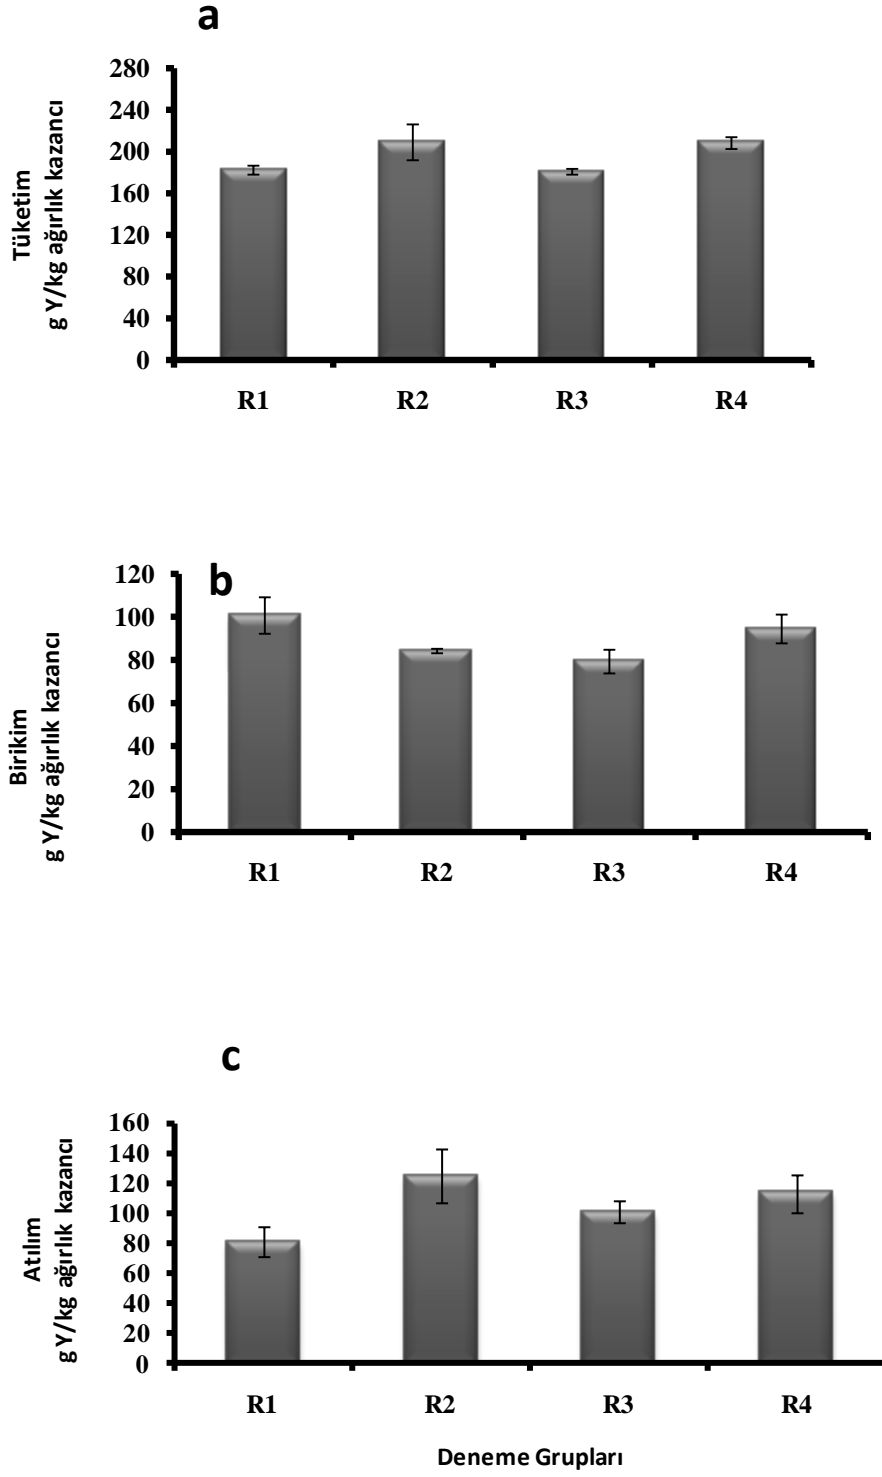 a
280
240
200
160
120
80
40
0
Tüketim
g Y/kg ağırlık kazancı
R1 R2 R3 R4
b
120
100
80
60
40
20
0
Birikim
g Y/kg ağırlık kazancı
R1 R2 R3 R4
c
160
140
120
100
80
60
40
20
0
Atılım
g Y/kg ağırlık kazancı
R1 R2 R3 R4
Deneme Grupları